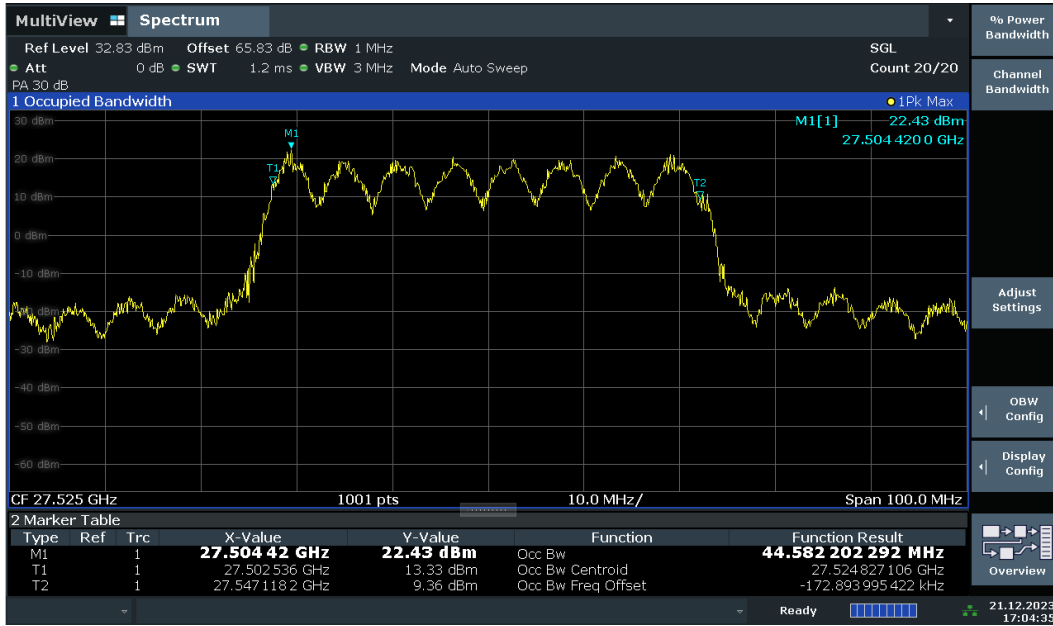 MultiView Spectrum
Ref Level 32.83 dBm Offset 65.83 dB RBW 1 MHz SGL
Att 0 dB SWT 1.2 ms VBW 3 MHz Mode Auto Sweep Count 20/20
PA 30 dB
1 Occupied Bandwidth 1Pk Max
30 dBm
M1[1] 22.43 dBm
27.504 420 0 GHz
M1
20 dBm
T1
T2
10 dBm
0 dBm
-10 dBm
-20 dBm
-30 dBm
-40 dBm
-50 dBm
-60 dBm
CF 27.525 GHz 1001 pts 10.0 MHz/ Span 100.0 MHz
2 Marker Table
Type Ref Trc X-Value Y-Value Function Function Result
M1 1 27.504 42 GHz 22.43 dBm Occ Bw 44.582 202 292 MHz
T1 1 27.502 536 GHz 13.33 dBm Occ Bw Centroid 27.524 827 106 GHz
T2 1 27.547 118 2 GHz 9.36 dBm Occ Bw Freq Offset -172.893 995 422 kHz
Ready
21.12.2023
17:04:35
% Power
Bandwidth
Channel
Bandwidth
Adjust
Settings
OBW
Config
Display
Config
Overview